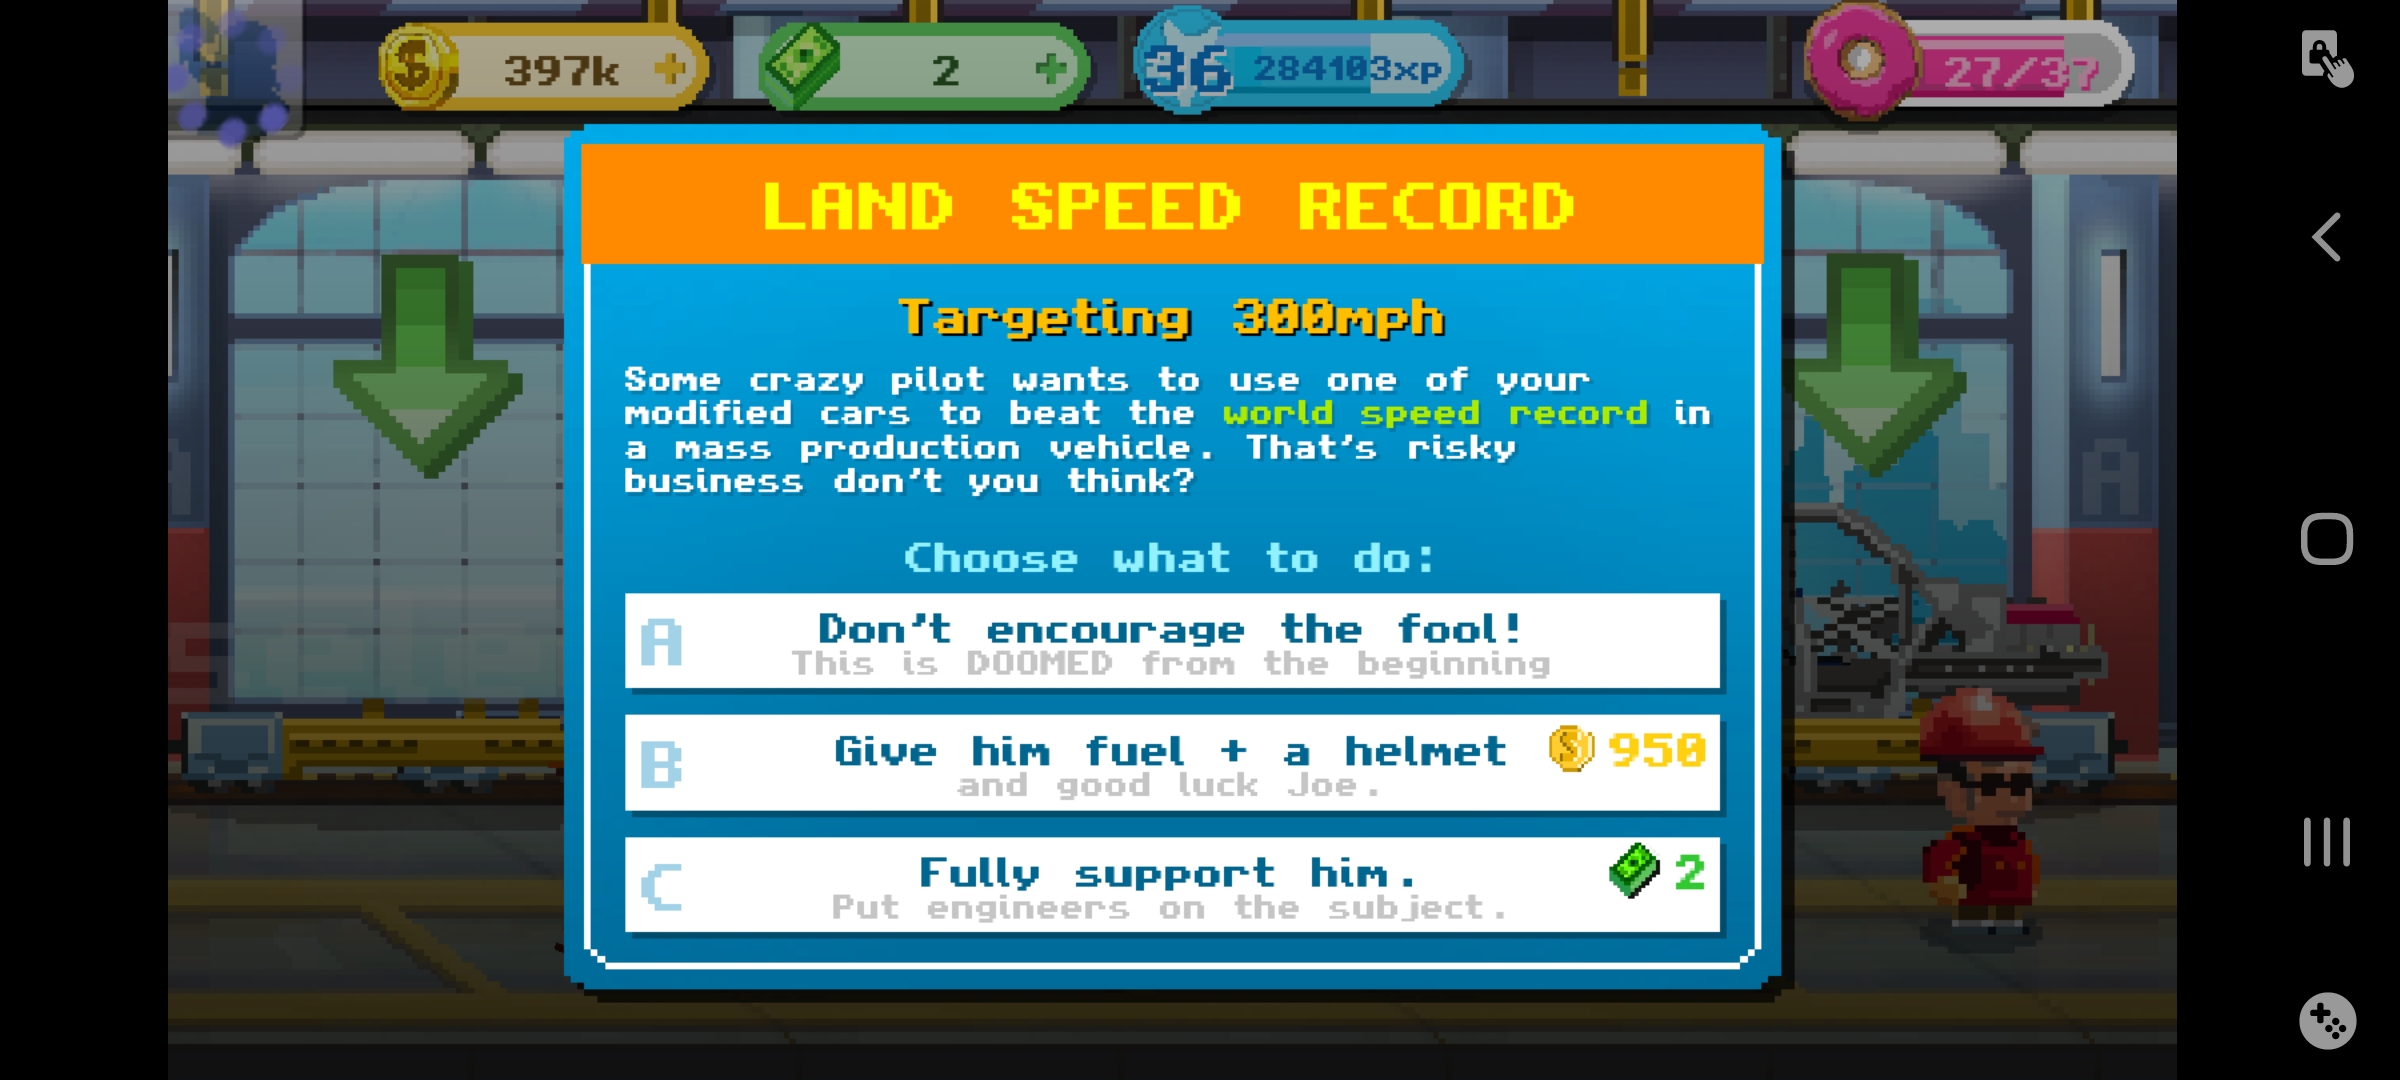 397k +
2 +
36 284103xp
27/37
LAND SPEED RECORD
Targeting 300mph
Some crazy pilot wants to use one of your
modified cars to beat the world speed record in
a mass production vehicle. That's risky
business don't you think?
Choose what to do:
A Don't encourage the fool!
This is DOOMED from the beginning
B Give him fuel + a helmet 950
and good luck Joe.
C Fully support him. 2
Put engineers on the subject.
A
A